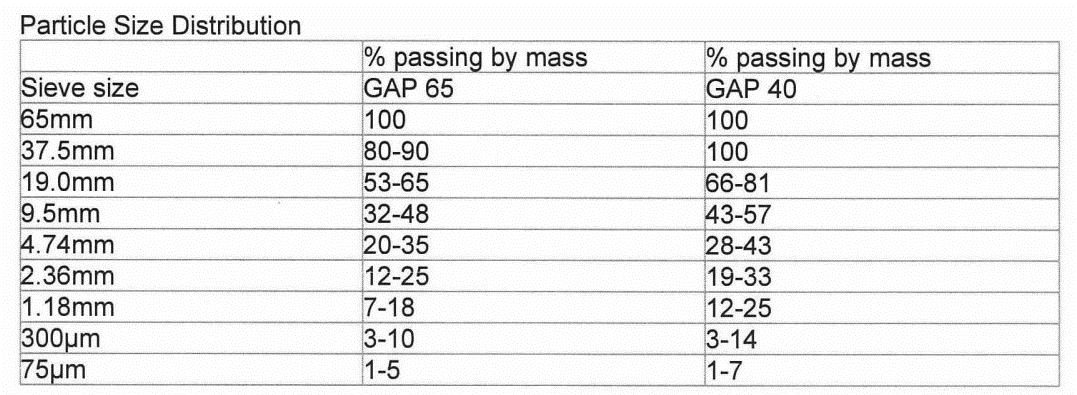 Particle Size Distribution
% passing by mass % passing by mass
Sieve size GAP 65 GAP 40
65mm 100 100
37.5mm 80-90 100
19.0mm 53-65 66-81
9.5mm 32-48 43-57
4.74mm 20-35 28-43
2.36mm 12-25 19-33
1.18mm 7-18 12-25
300µm 3-10 3-14
75µm 1-5 1-7